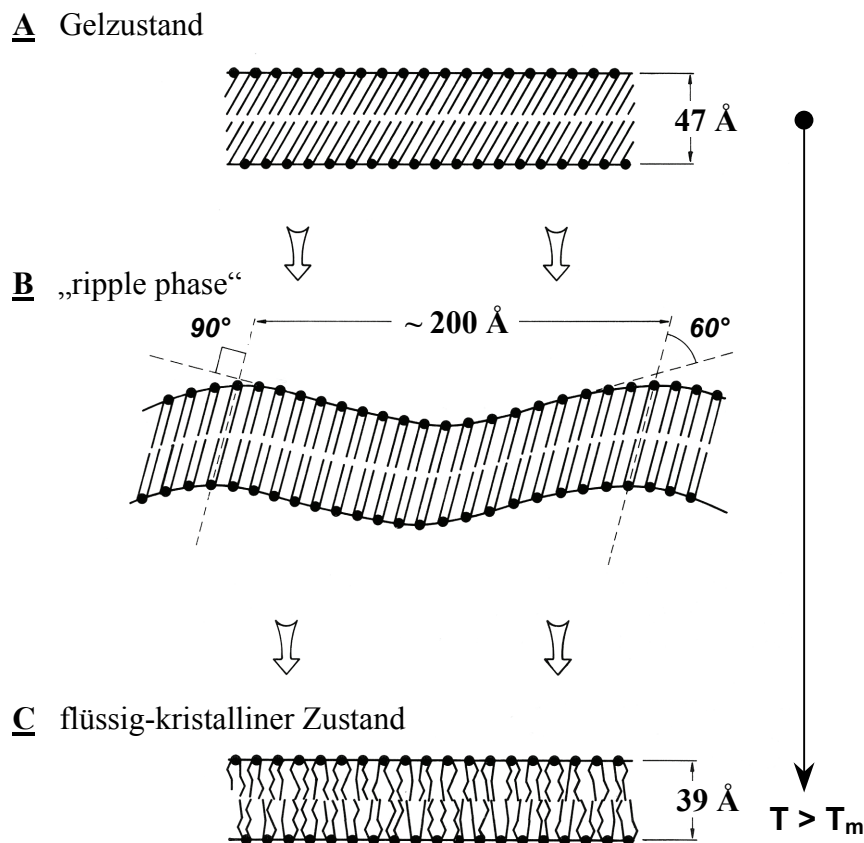 A Gelzustand
47 Å
B „ripple phase“
90°
~ 200 Å
60°
C flüssig-kristalliner Zustand
39 Å
T > Tm